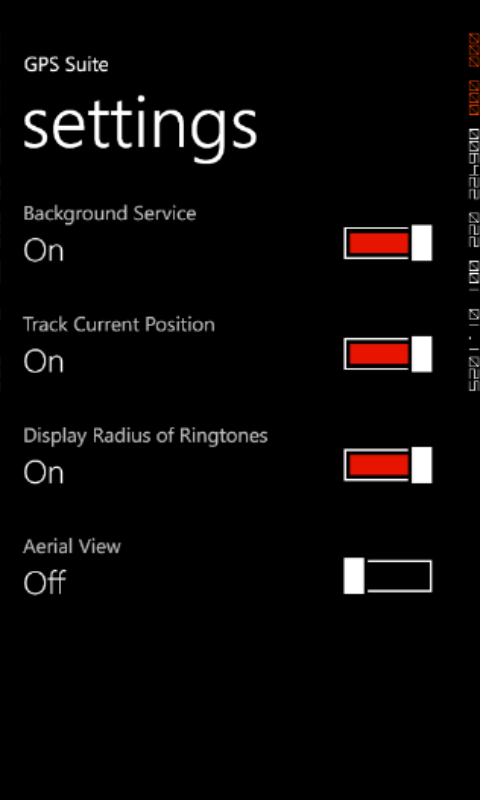 GPS Suite
settings
Background Service
On
Track Current Position
On
Display Radius of Ringtones
On
Aerial View
Off